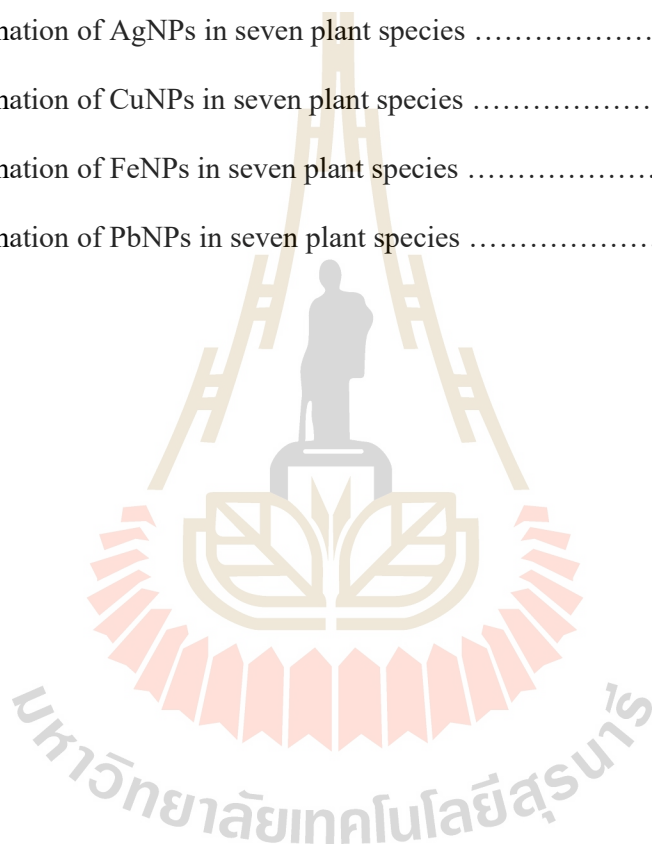 nation of AgNPs in seven plant species ………………
nation of CuNPs in seven plant species ………………
nation of FeNPs in seven plant species ………………
nation of PbNPs in seven plant species ………………
มหาวิทยาลัยเทคโนโลยีสุรนารี